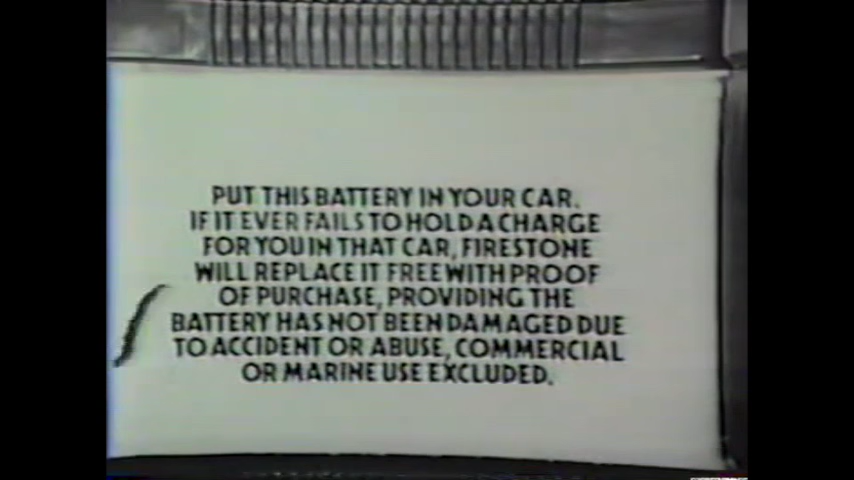 PUT THIS BATTERY IN YOUR CAR.
IF IT EVER FAILS TO HOLD A CHARGE
FOR YOU IN THAT CAR, FIRESTONE
WILL REPLACE IT FREE WITH PROOF
OF PURCHASE, PROVIDING THE
BATTERY HAS NOT BEEN DAMAGED DUE
TO ACCIDENT OR ABUSE, COMMERCIAL
OR MARINE USE EXCLUDED.